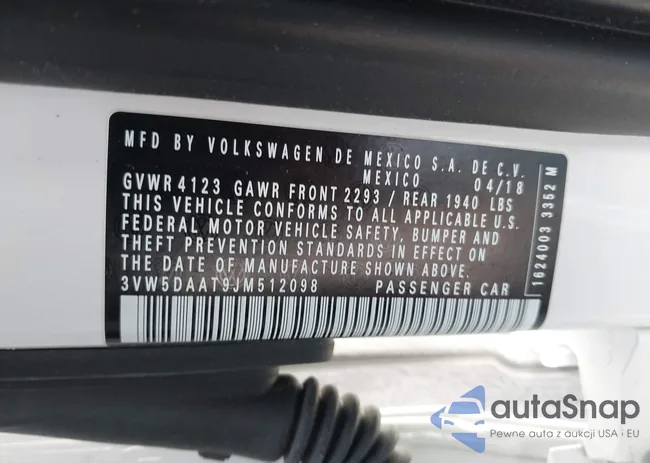 MFD BY VOLKSWAGEN DE MEXICO S.A. DE C.V.
MEXICO 04/18
GVWR 4123 GAWR FRONT 2293 / REAR 1940 LBS
THIS VEHICLE CONFORMS TO ALL APPLICABLE U.S.
FEDERAL MOTOR VEHICLE SAFETY, BUMPER AND
THEFT PREVENTION STANDARDS IN EFFECT ON
THE DATE OF MANUFACTURE SHOWN ABOVE.
3VW5DAAT9JM512098 PASSENGER CAR
1624003 3352 M
autoSnap
Pewne auta z aukcji USA i EU